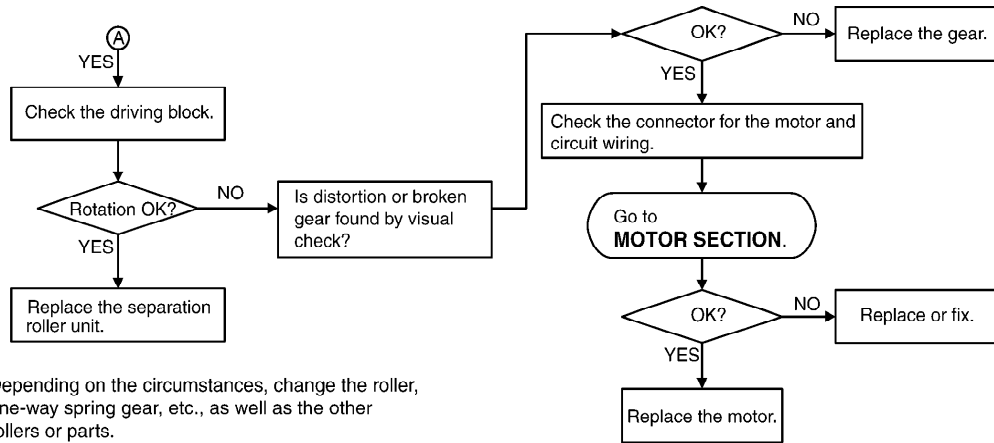 A
YES
Check the driving block.
Rotation OK?
NO
YES
Replace the separation
roller unit.
Is distortion or broken
gear found by visual
check?
OK?
NO
Replace the gear.
YES
Check the connector for the motor and
circuit wiring.
Go to
MOTOR SECTION.
OK?
NO
Replace or fix.
YES
Replace the motor.
epending on the circumstances, change the roller,
ne-way spring gear, etc., as well as the other
ollers or parts.